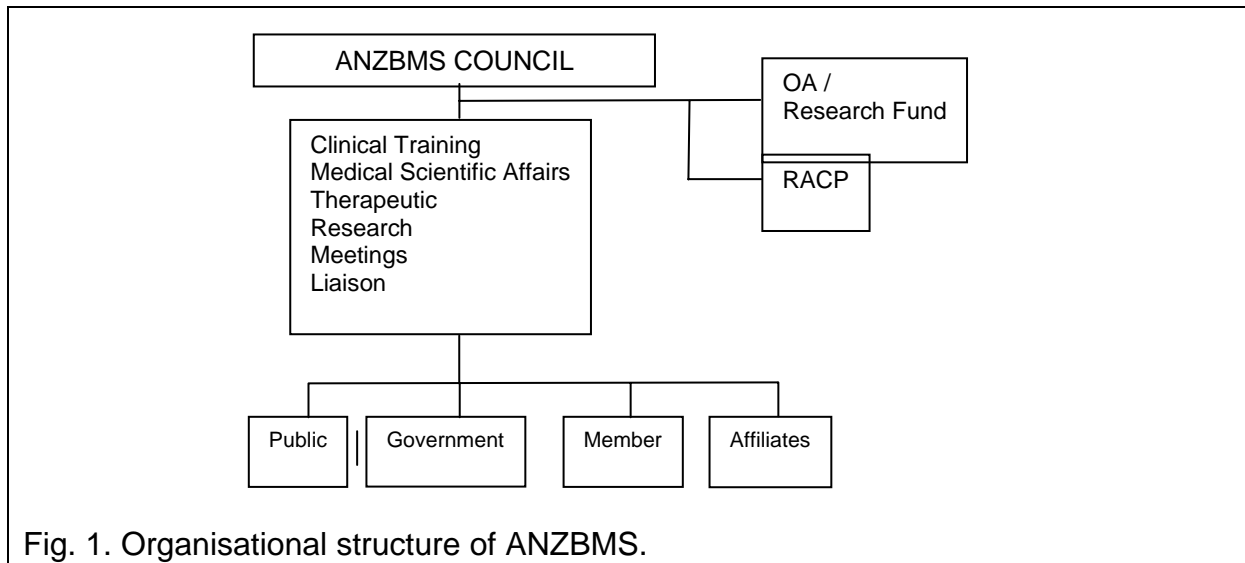 ANZBMS COUNCIL
OA /
Research Fund
Clinical Training
Medical Scientific Affairs
Therapeutic
Research
Meetings
Liaison
RACP
Public
Government
Member
Affiliates
Fig. 1. Organisational structure of ANZBMS.